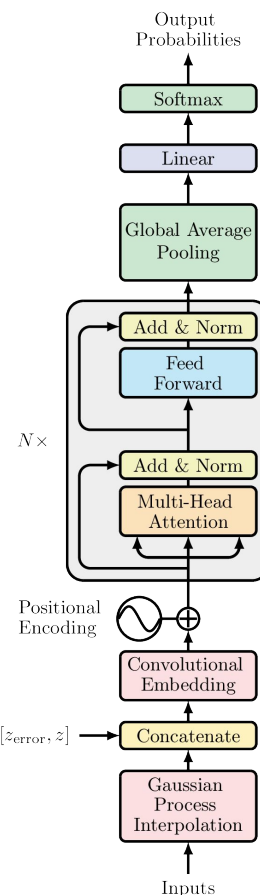 Output
Probabilities
Softmax
Linear
Global Average
Pooling
Add & Norm
Feed
Forward
N×
Add & Norm
Multi-Head
Attention
Positional
Encoding
Convolutional
Embedding
[z_error, z]
Concatenate
Gaussian
Process
Interpolation
Inputs